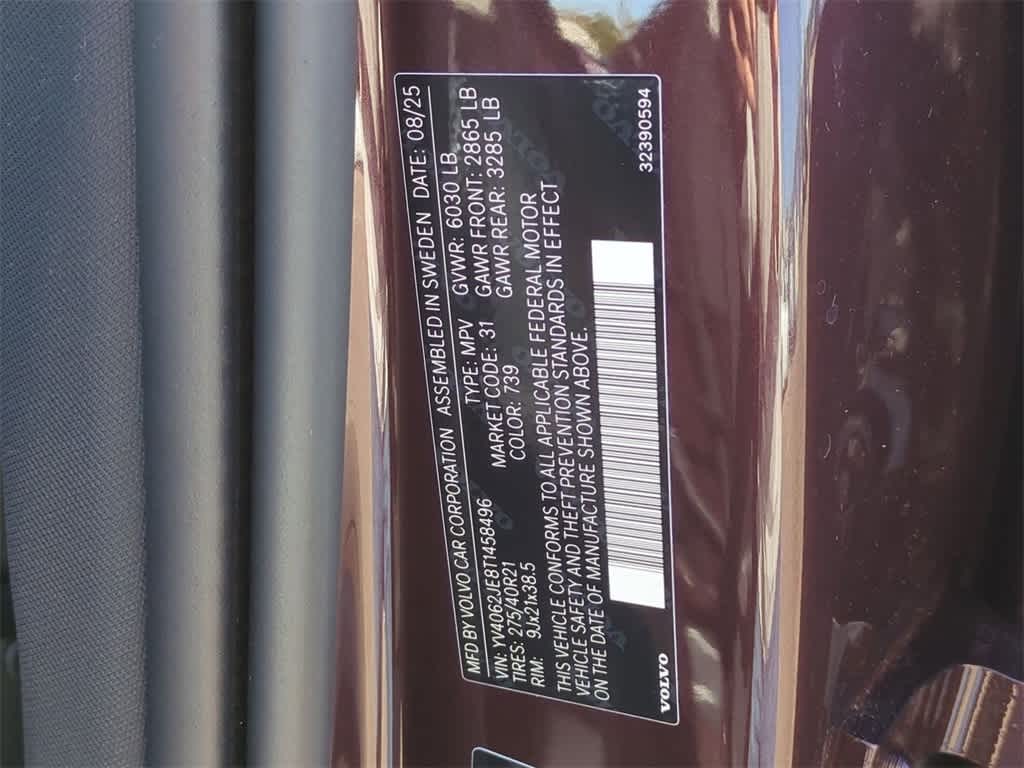 MFD BY VOLVO CAR CORPORATION ASSEMBLED IN SWEDEN DATE: 08/25
VIN: YV4062JE8T1458496 TYPE: MPV GVWR: 6030 LB
TIRES: 275/40R21 MARKET CODE: 31 GAWR FRONT: 2865 LB
RIM: 9Jx21x38.5 COLOR: 739 GAWR REAR: 3285 LB
THIS VEHICLE CONFORMS TO ALL APPLICABLE FEDERAL MOTOR
VEHICLE SAFETY AND THEFT PREVENTION STANDARDS IN EFFECT
ON THE DATE OF MANUFACTURE SHOWN ABOVE.
VOLVO 32390594